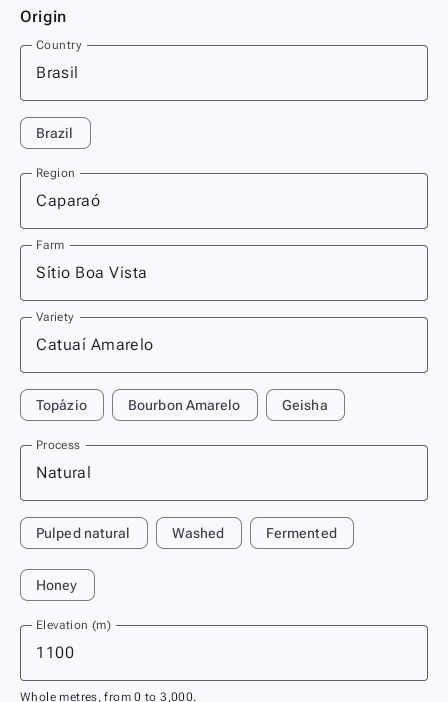 Origin
Country
Brasil
Brazil
Region
Caparaó
Farm
Sítio Boa Vista
Variety
Catuaí Amarelo
Topázio Bourbon Amarelo Geisha
Process
Natural
Pulped natural Washed Fermented
Honey
Elevation (m)
1100
Whole metres, from 0 to 3,000.